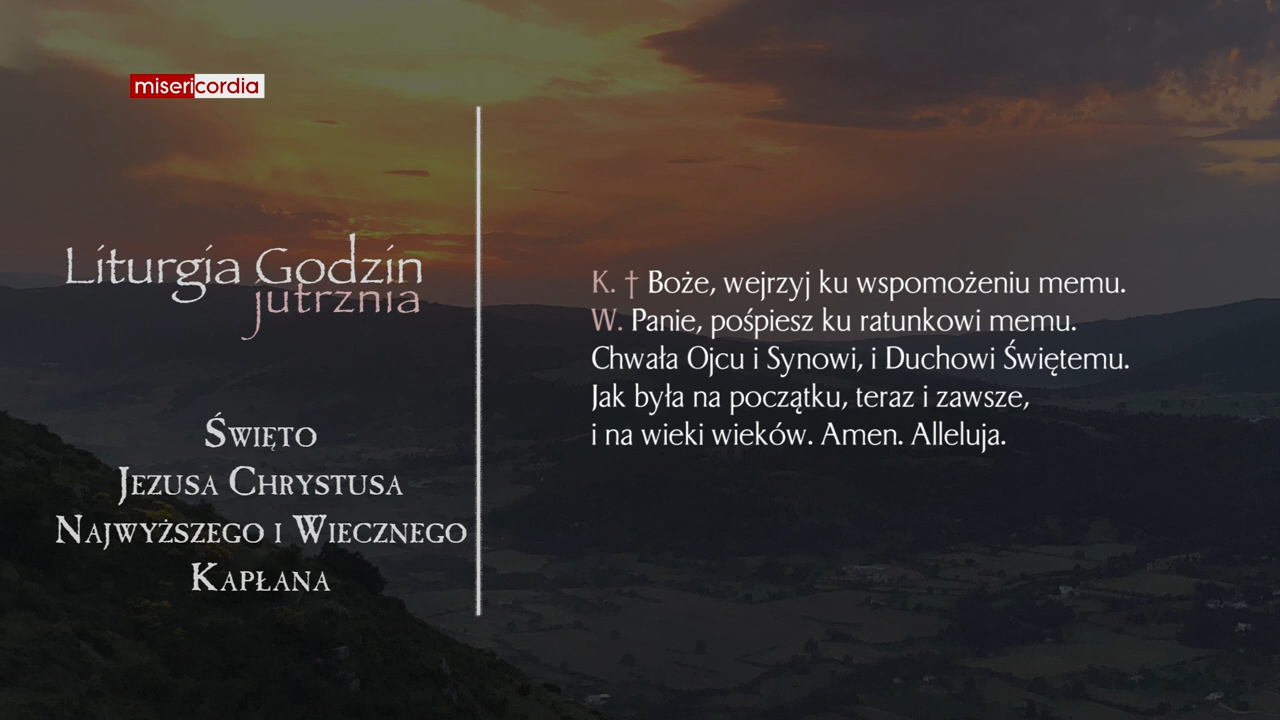 misericordia
Liturgia Godzin
jutrznia
Święto
Jezusa Chrystusa
Najwyższego i Wiecznego
Kapłana
K. † Boże, wejrzyj ku wspomożeniu memu.
W. Panie, pośpiesz ku ratunkowi memu.
Chwała Ojcu i Synowi, i Duchowi Świętemu.
Jak była na początku, teraz i zawsze,
i na wieki wieków. Amen. Alleluja.